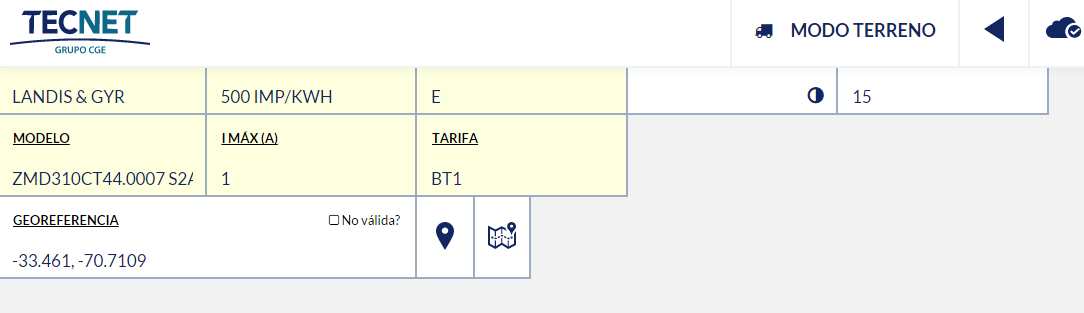 TECNET
GRUPO CGE
MODO TERRENO
LANDIS & GYR
500 IMP/KWH
E
15
MODELO
I MÁX (A)
TARIFA
ZMD310CT44.0007 S2
1
BT1
GEOREFERENCIA
No válida?
-33.461, -70.7109